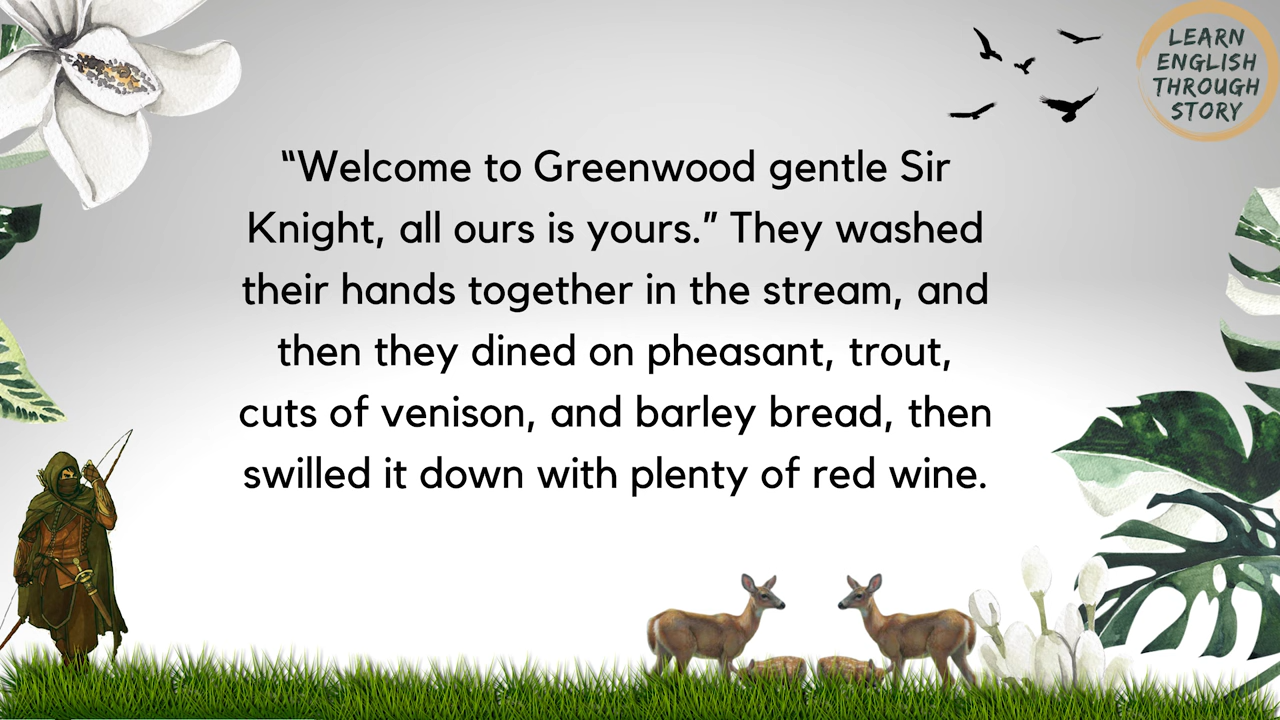 LEARN
ENGLISH
THROUGH
STORY
“Welcome to Greenwood gentle Sir
Knight, all ours is yours.” They washed
their hands together in the stream, and
then they dined on pheasant, trout,
cuts of venison, and barley bread, then
swilled it down with plenty of red wine.